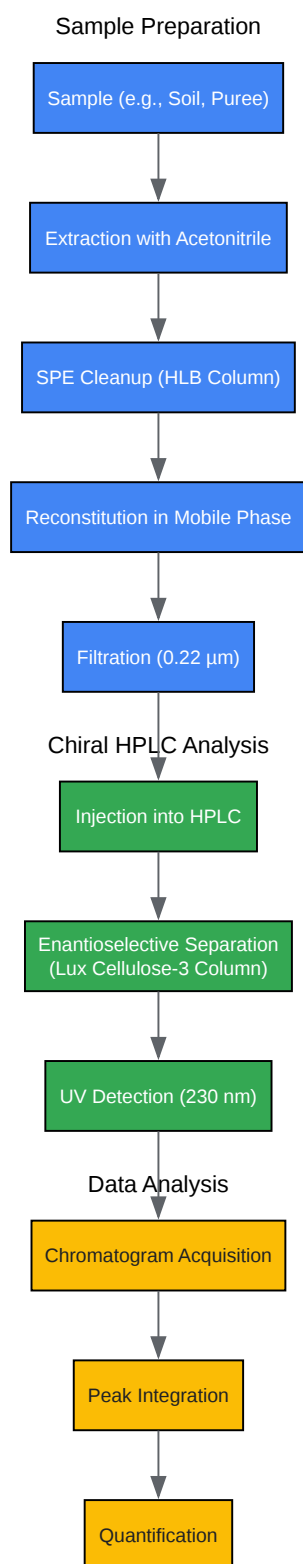 Sample Preparation
Sample (e.g., Soil, Puree)
Extraction with Acetonitrile
SPE Cleanup (HLB Column)
Reconstitution in Mobile Phase
Filtration (0.22 µm)
Chiral HPLC Analysis
Injection into HPLC
Enantioselective Separation
(Lux Cellulose-3 Column)
UV Detection (230 nm)
Data Analysis
Chromatogram Acquisition
Peak Integration
Quantification